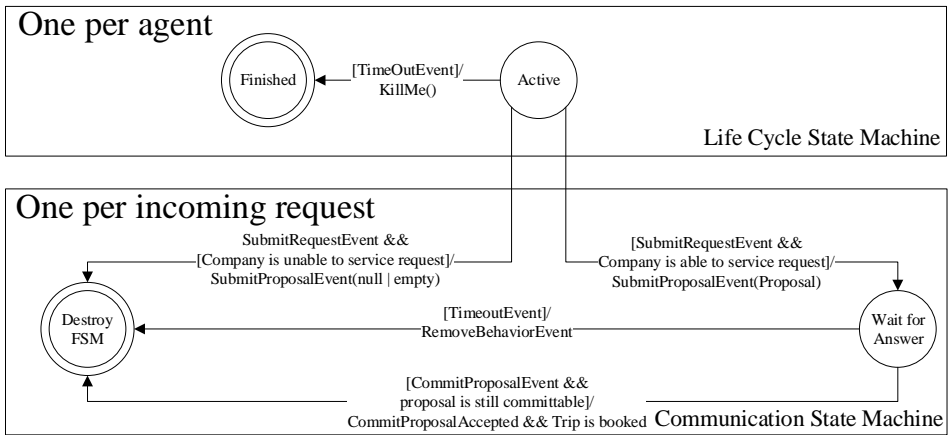 One per agent
Finished
[TimeOutEvent]/
KillMe()
Active
Life Cycle State Machine
One per incoming request
SubmitRequestEvent &&
[Company is unable to service request]/
SubmitProposalEvent(null | empty)
[SubmitRequestEvent &&
Company is able to service request]/
SubmitProposalEvent(Proposal)
Destroy
FSM
[TimeoutEvent]/
RemoveBehaviorEvent
Wait for
Answer
[CommitProposalEvent &&
proposal is still committable]/
CommitProposalAccepted && Trip is booked
Communication State Machine